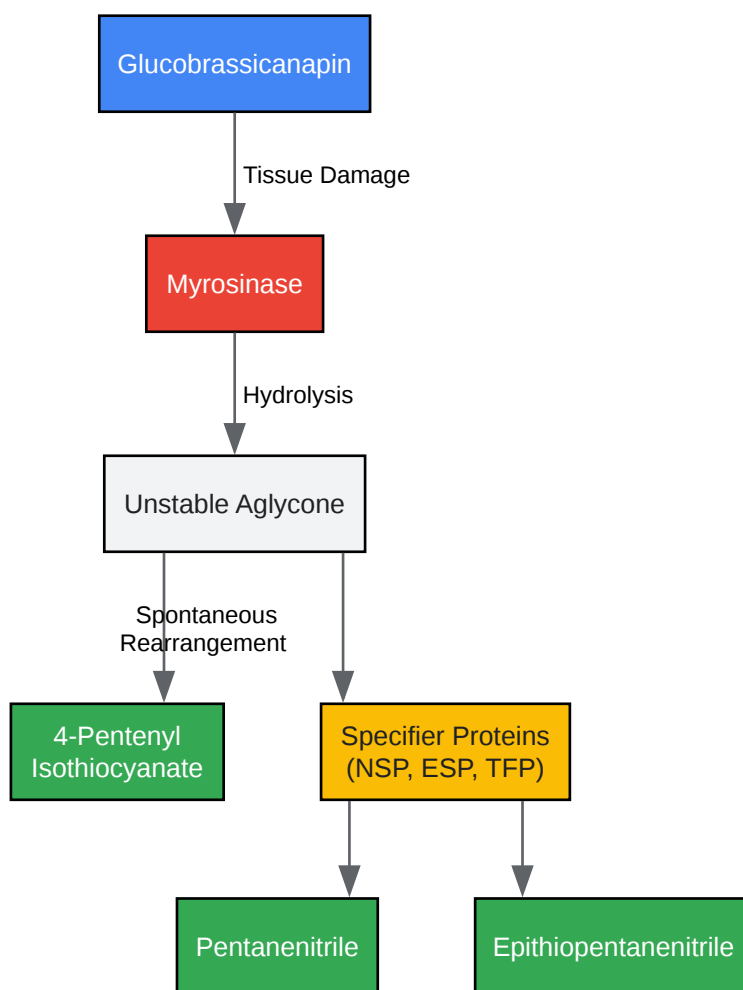 Glucobrassicanapin
Tissue Damage
Myrosinase
Hydrolysis
Unstable Aglycone
Spontaneous
Rearrangement
4-Pentenyl
Isothiocyanate
Specifier Proteins
(NSP, ESP, TFP)
Pentanenitrile
Epithiopentanenitrile